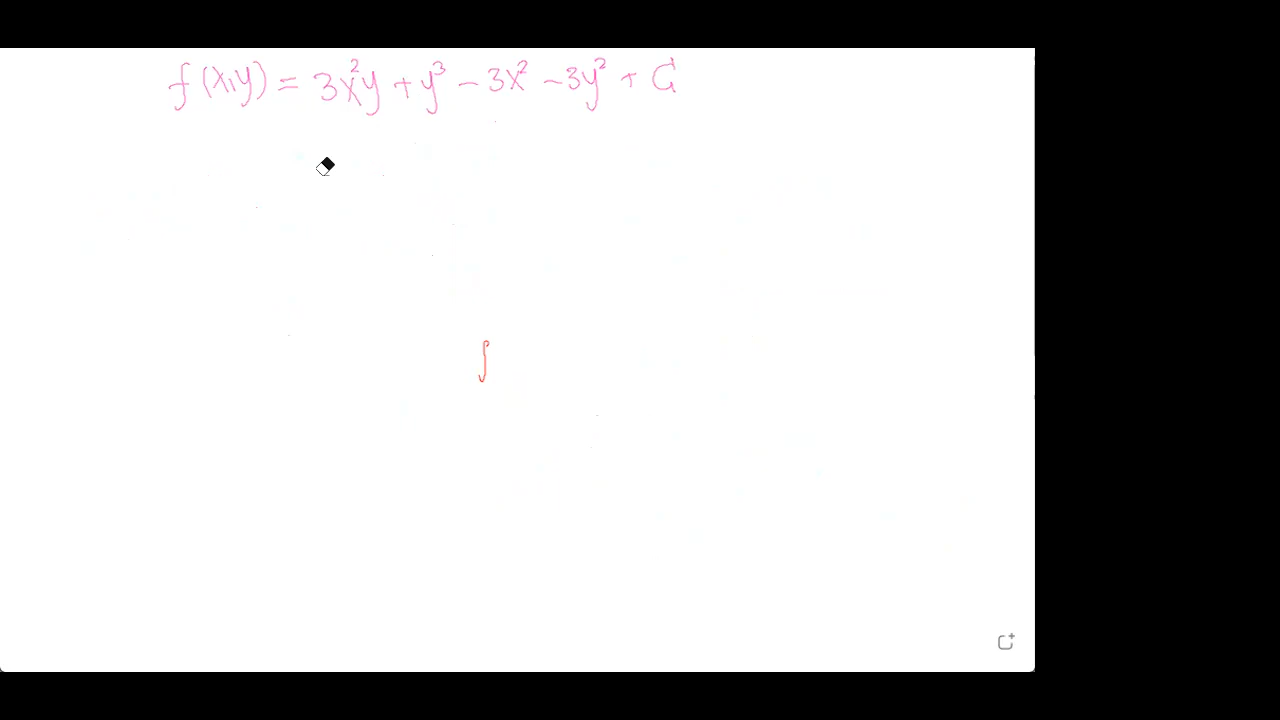 f(x,y) = 3x²y + y³ - 3x² - 3y² + C
∫